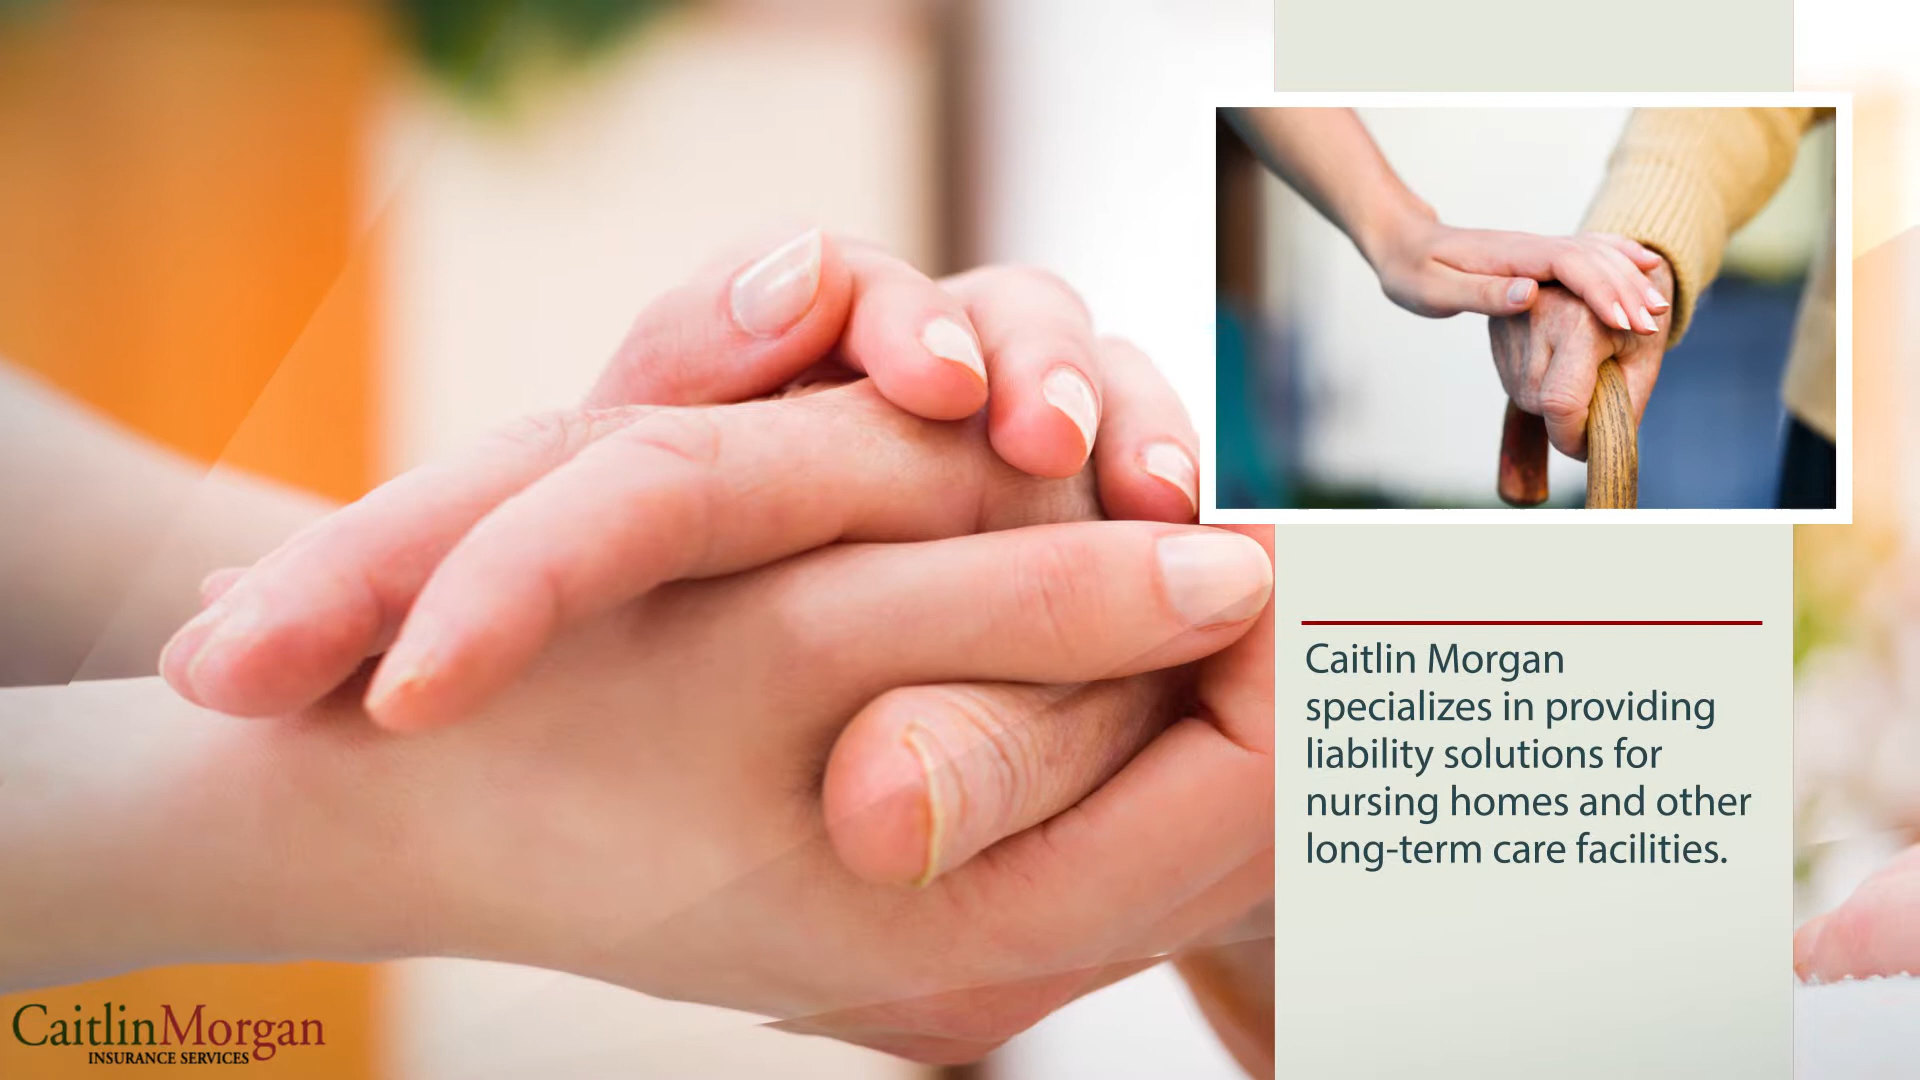 Caitlin Morgan
specializes in providing
liability solutions for
nursing homes and other
long-term care facilities.
CaitlinMorgan
INSURANCE SERVICES